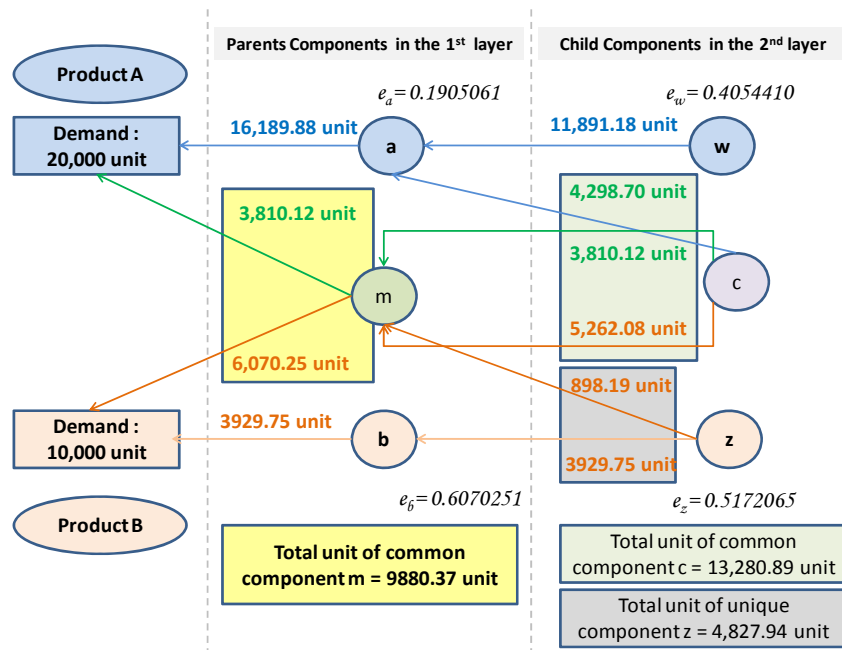 Parents Components in the 1st layer
Child Components in the 2nd layer
Product A
eₐ=0.1905061
e_w=0.4054410
Demand :
20,000 unit
16,189.88 unit
a
11,891.18 unit
w
3,810.12 unit
4,298.70 unit
3,810.12 unit
m
c
5,262.08 unit
6,070.25 unit
898.19 unit
Demand :
10,000 unit
3929.75 unit
b
z
3929.75 unit
Product B
e_b=0.6070251
e_z=0.5172065
Total unit of common
component m = 9880.37 unit
Total unit of common
component c = 13,280.89 unit
Total unit of unique
component z = 4,827.94 unit